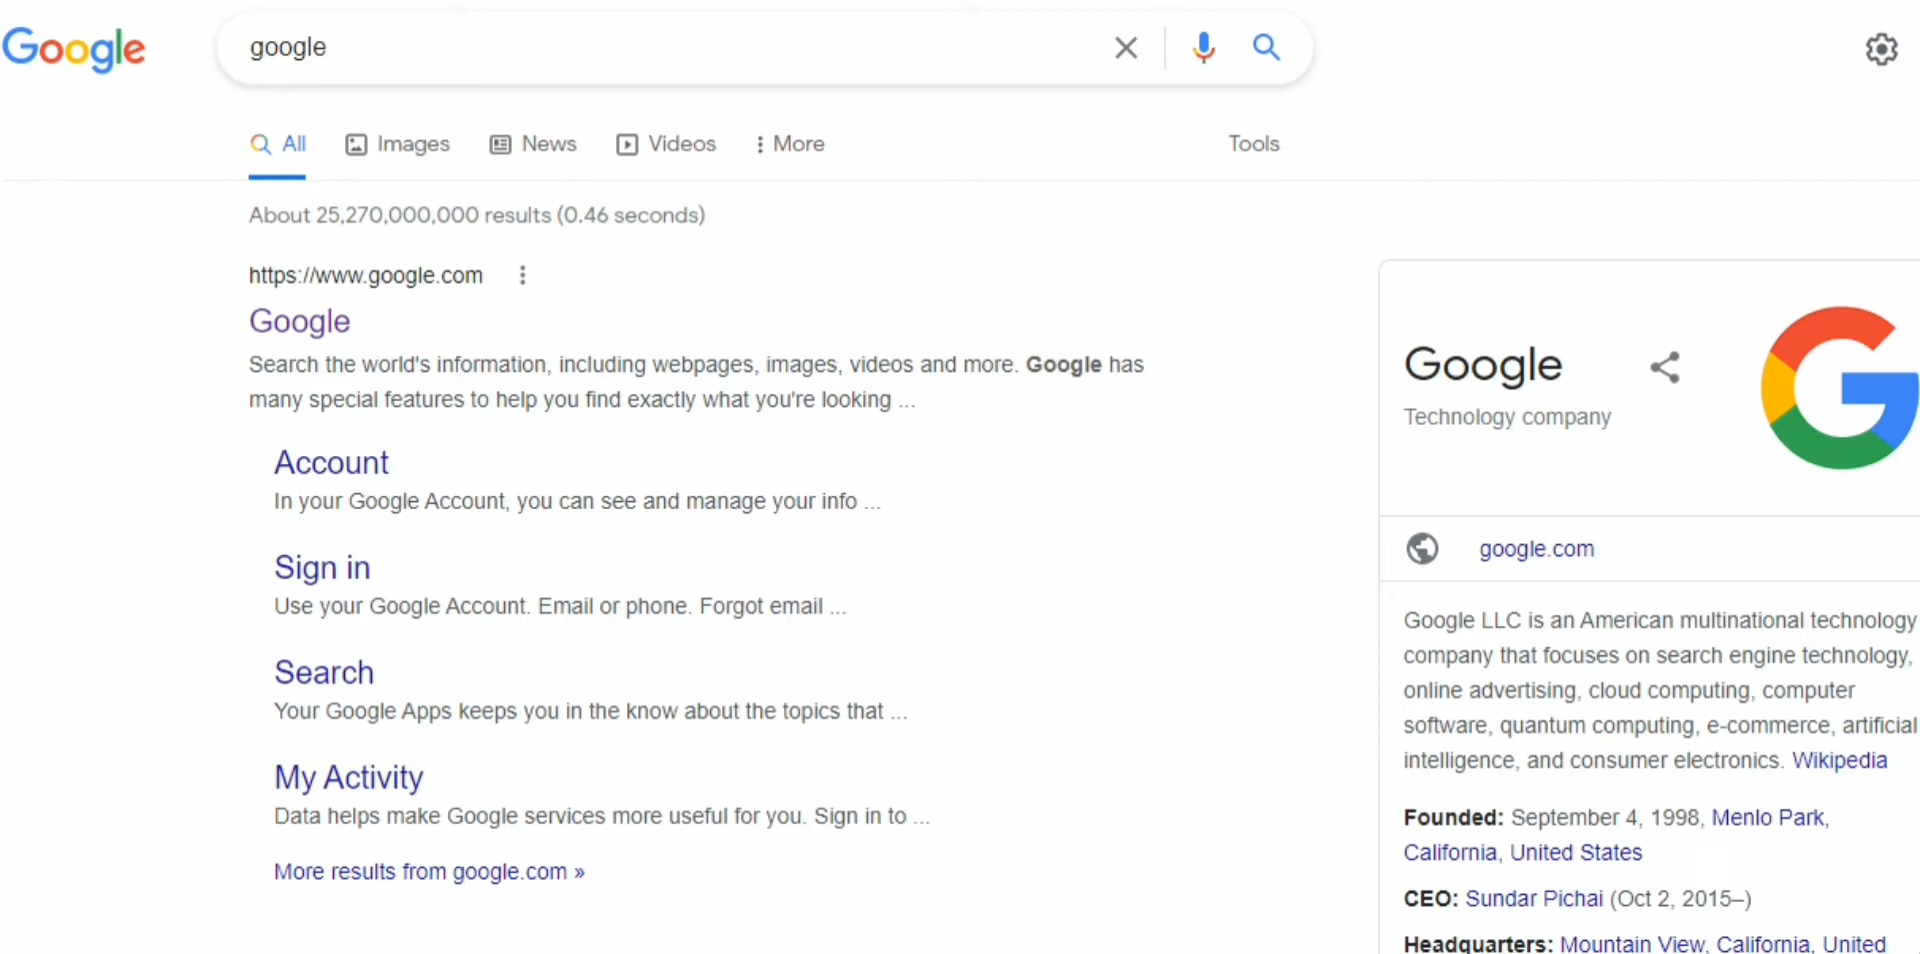 Google
google
All Images News Videos More Tools
About 25,270,000,000 results (0.46 seconds)
https://www.google.com
Google
Search the world's information, including webpages, images, videos and more. Google has
many special features to help you find exactly what you're looking ...
Account
In your Google Account, you can see and manage your info ...
Sign in
Use your Google Account. Email or phone. Forgot email ...
Search
Your Google Apps keeps you in the know about the topics that ...
My Activity
Data helps make Google services more useful for you. Sign in to ...
More results from google.com »
Google
Technology company
google.com
Google LLC is an American multinational technology
company that focuses on search engine technology,
online advertising, cloud computing, computer
software, quantum computing, e-commerce, artificial
intelligence, and consumer electronics. Wikipedia
Founded: September 4, 1998, Menlo Park,
California, United States
CEO: Sundar Pichai (Oct 2, 2015–)
Headquarters: Mountain View, California, United